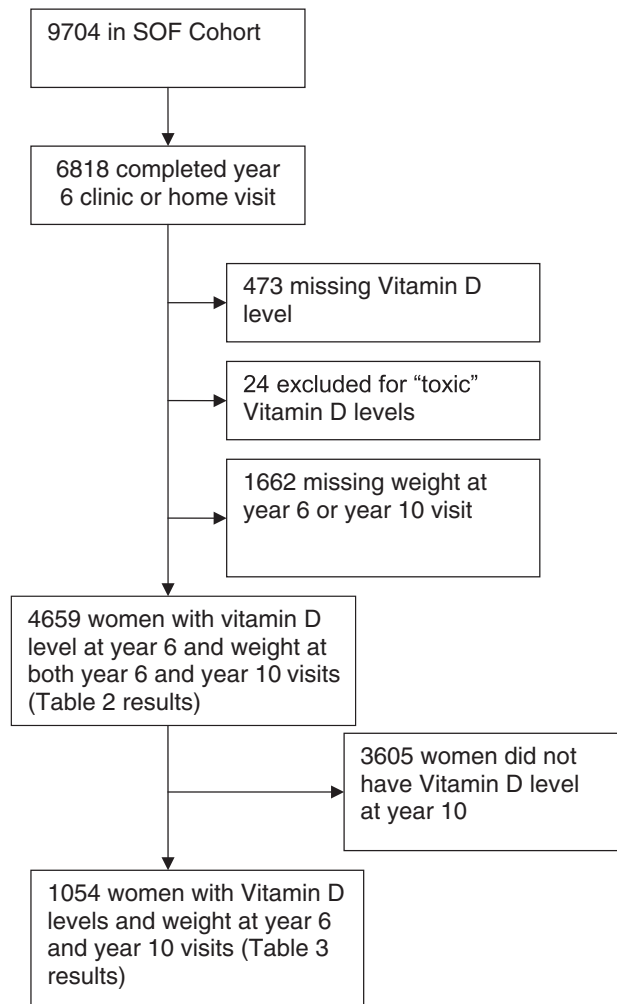 9704 in SOF Cohort
6818 completed year
6 clinic or home visit
473 missing Vitamin D
level
24 excluded for “toxic”
Vitamin D levels
1662 missing weight at
year 6 or year 10 visit
4659 women with vitamin D
level at year 6 and weight at
both year 6 and year 10 visits
(Table 2 results)
3605 women did not
have Vitamin D level
at year 10
1054 women with Vitamin D
levels and weight at year 6
and year 10 visits (Table 3
results)